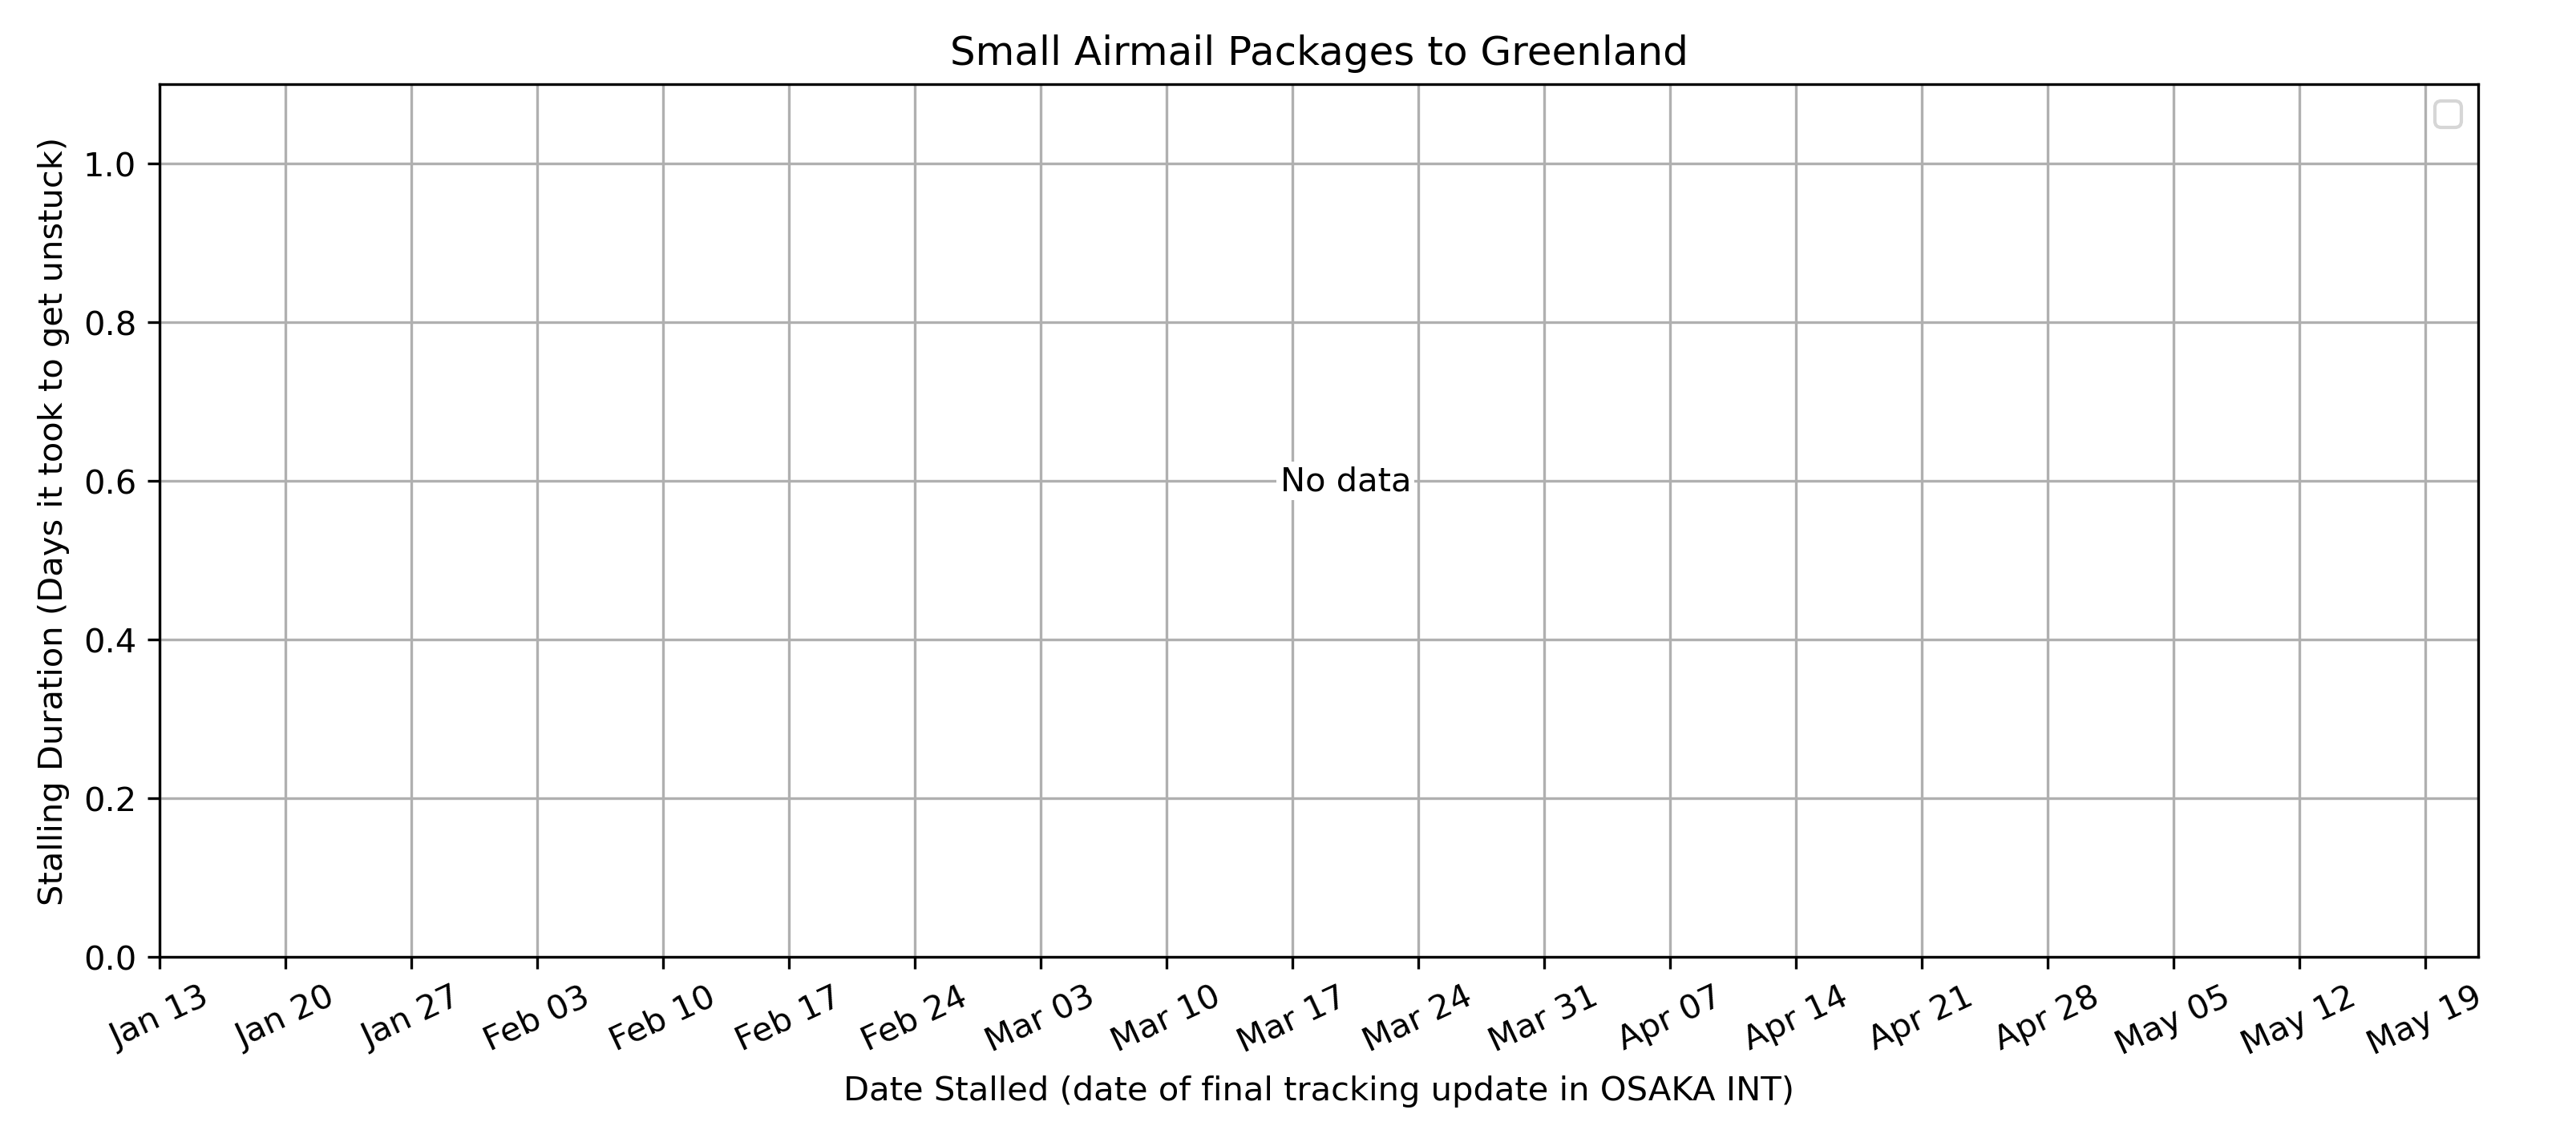 Small Airmail Packages to Greenland
Stalling Duration (Days it took to get unstuck)
1.0
0.8
0.6
0.4
0.2
0.0
No data
Jan 13
Jan 20
Jan 27
Feb 03
Feb 10
Feb 17
Feb 24
Mar 03
Mar 10
Mar 17
Mar 24
Mar 31
Apr 07
Apr 14
Apr 21
Apr 28
May 05
May 12
May 19
Date Stalled (date of final tracking update in OSAKA INT)